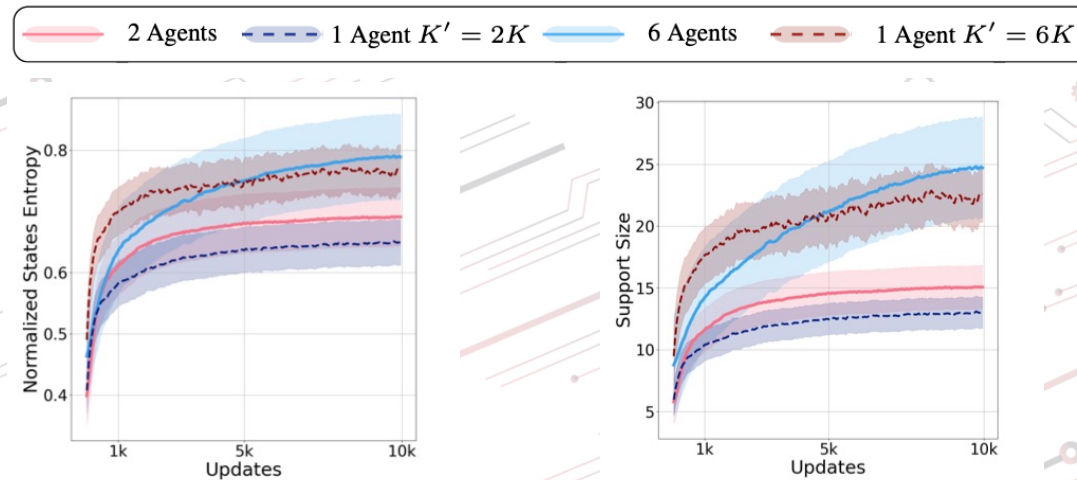 2 Agents 1 Agent K' = 2K 6 Agents 1 Agent K' = 6K
Normalized States Entropy
0.8
0.6
0.5
0.4
1k 5k 10k
Updates
Support Size
30
25
20
15
10
5
1k 5k 10k
Updates